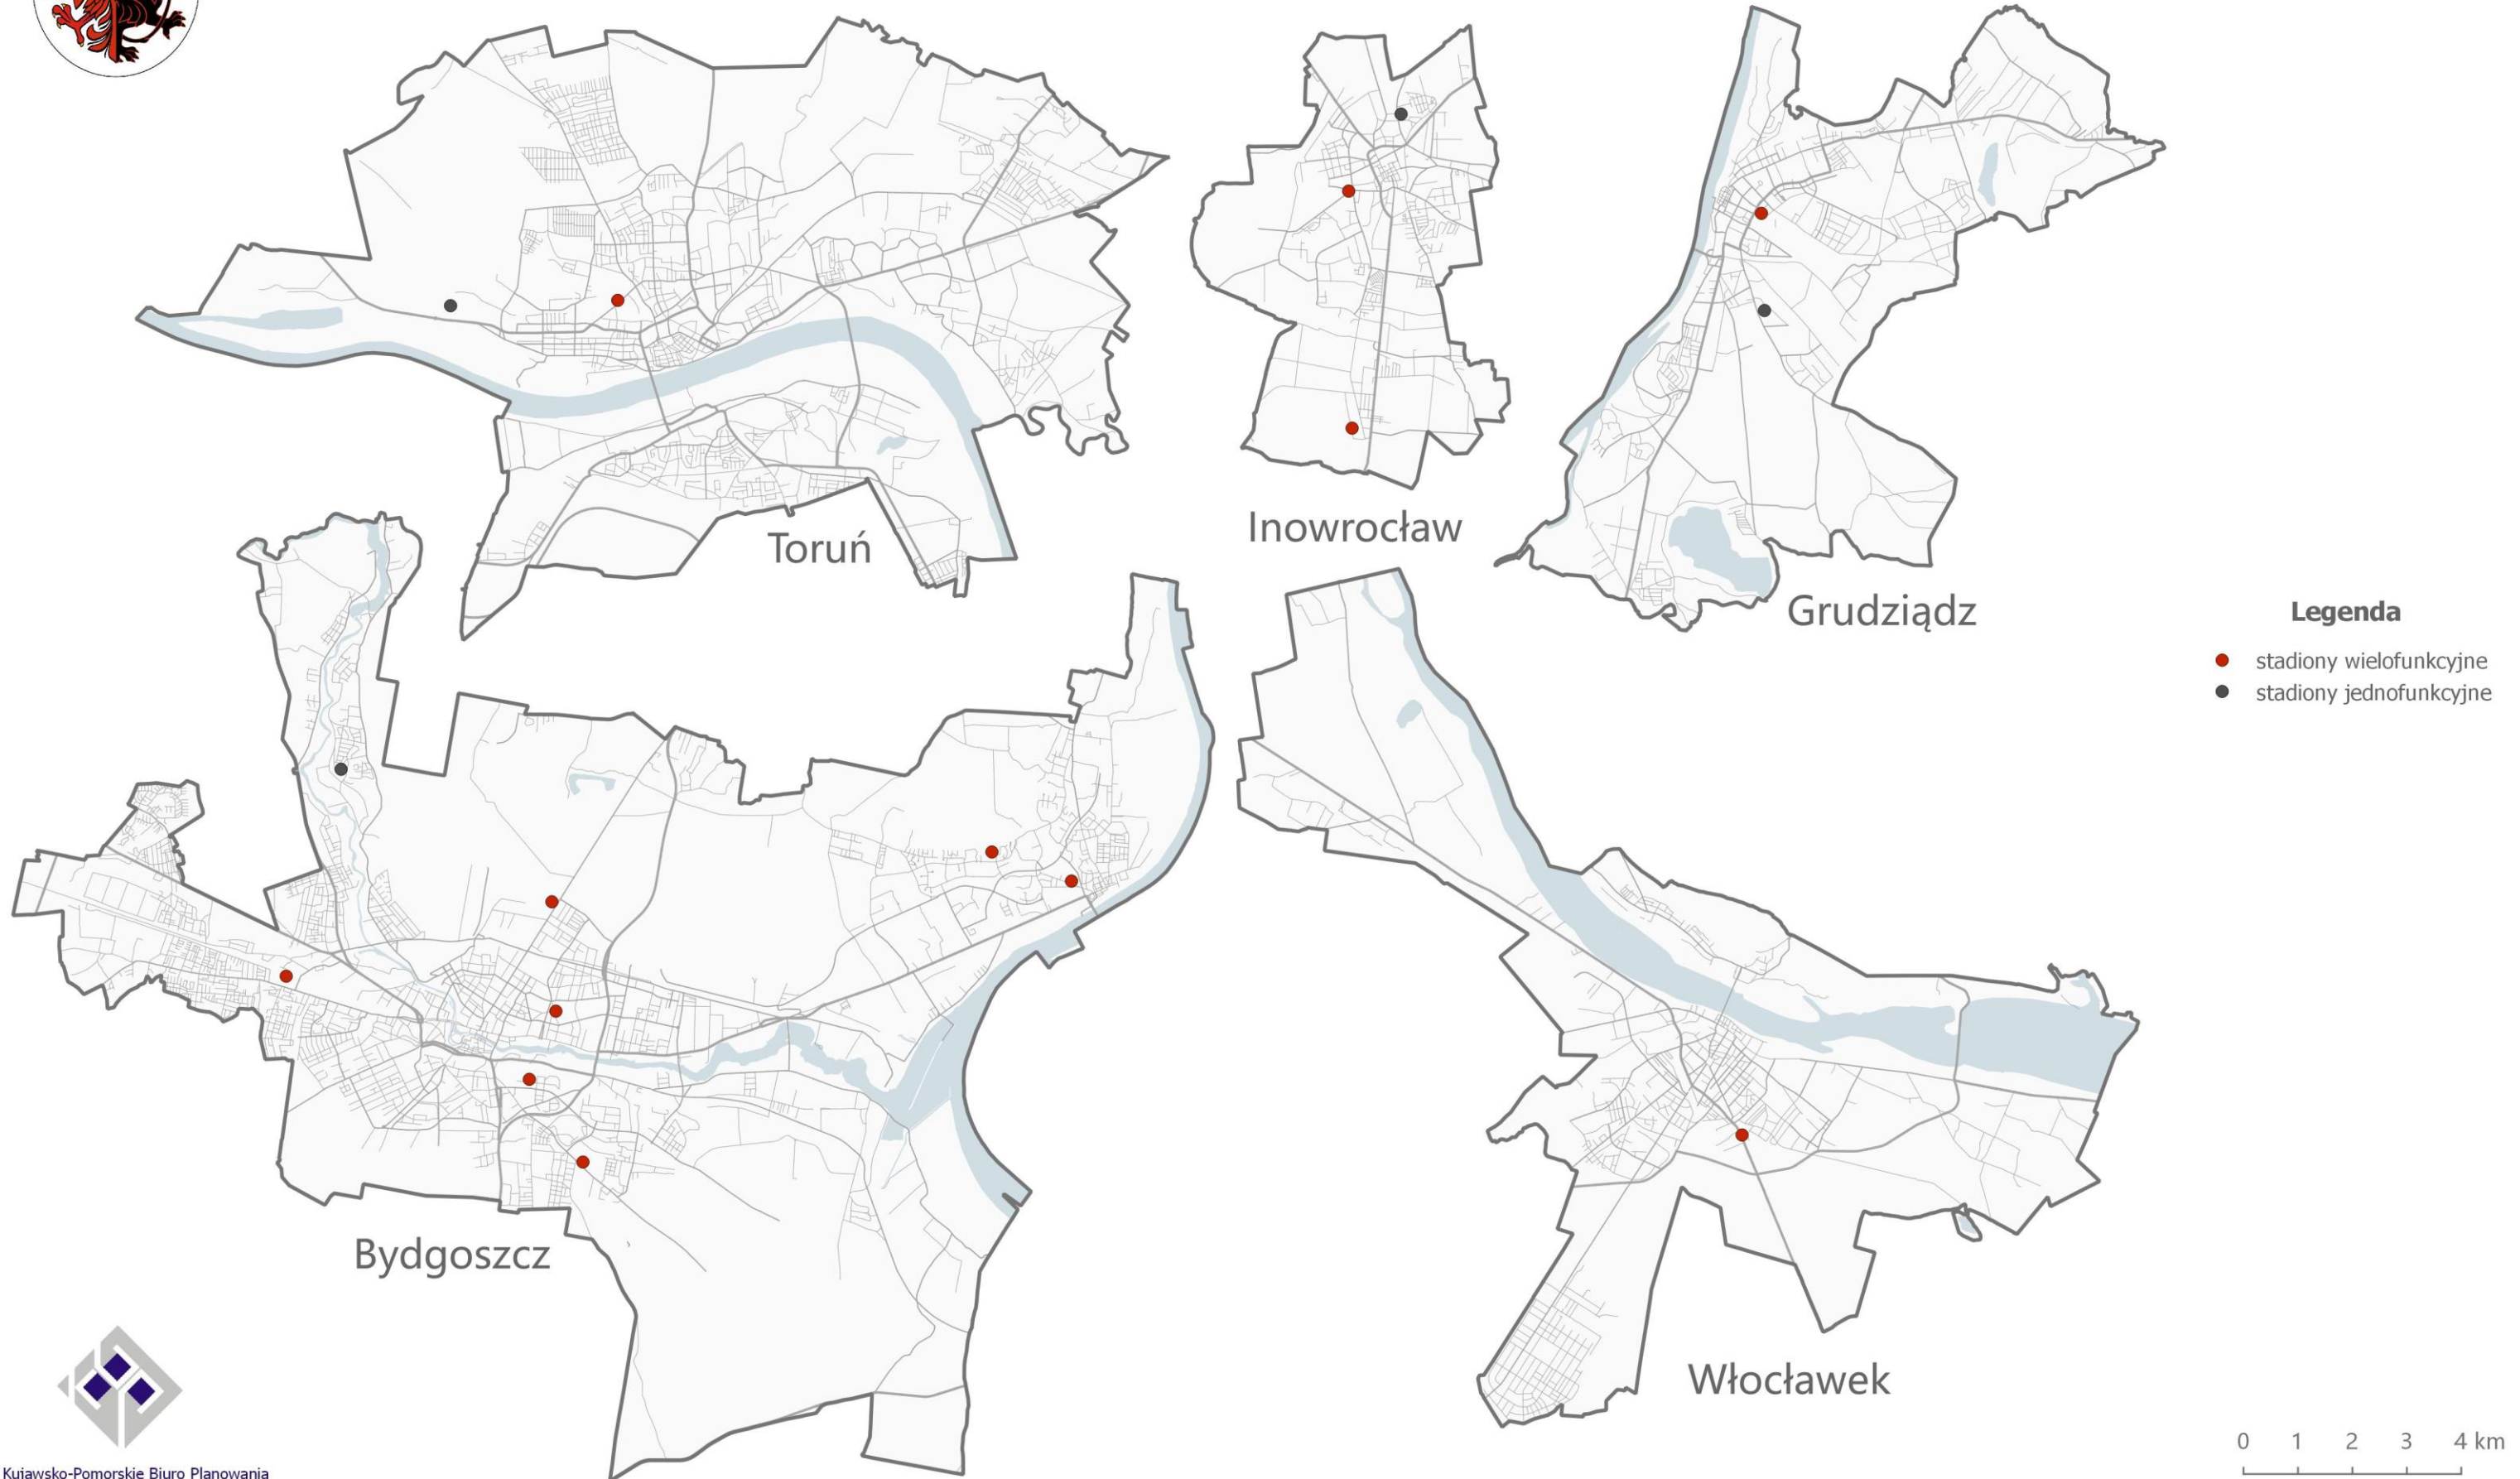 Toruń
Inowrocław
Grudziądz
Legenda
stadiony wielofunkcyjne
stadiony jednofunkcyjne
Bydgoszcz
Włocławek
0 1 2 3 4 km
Kujawsko-Pomorskie Biuro Planowania